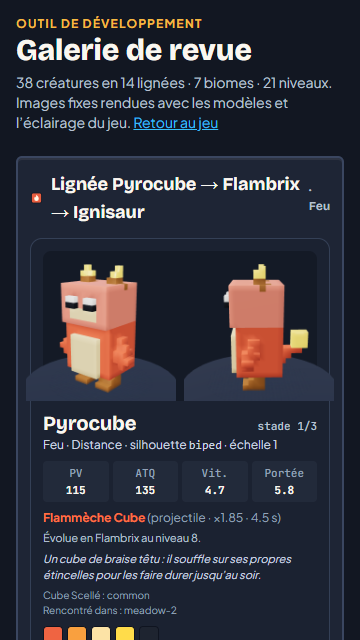 OUTIL DE DÉVELOPPEMENT
Galerie de revue
38 créatures en 14 lignées · 7 biomes · 21 niveaux.
Images fixes rendues avec les modèles et
l'éclairage du jeu. Retour au jeu
Lignée Pyrocube → Flambrix
→ Ignisaur
· Feu
Pyrocube
stade 1/3
Feu · Distance · silhouette biped · échelle 1
PV ATQ Vit. Portée
115 135 4.7 5.8
Flammèche Cube (projectile · ×1.85 · 4.5 s)
Évolue en Flambrix au niveau 8.
Un cube de braise têtu : il souffle sur ses propres
étincelles pour les faire durer jusqu'au soir.
Cube Scellé : common
Rencontré dans : meadow-2